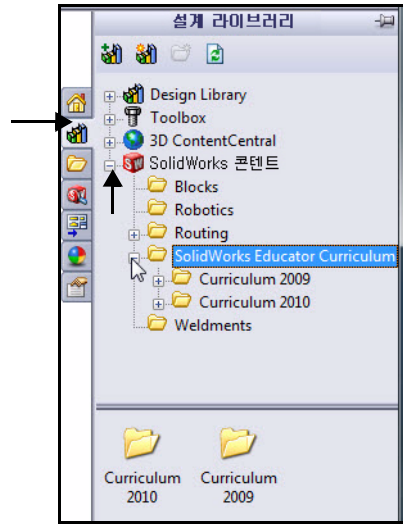 설계 라이브러리
Design Library
Toolbox
3D ContentCentral
SolidWorks 콘텐트
Blocks
Robotics
Routing
SolidWorks Educator Curriculum
Curriculum 2009
Curriculum 2010
Weldments
Curriculum 2010
Curriculum 2009